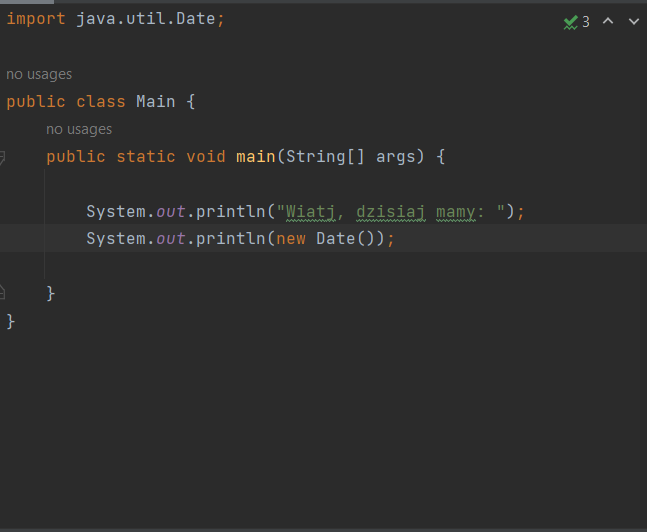 import java.util.Date;
3
no usages
public class Main {
no usages
public static void main(String[] args) {
System.out.println("Wiatj, dzisiaj mamy: ");
System.out.println(new Date());
}
}